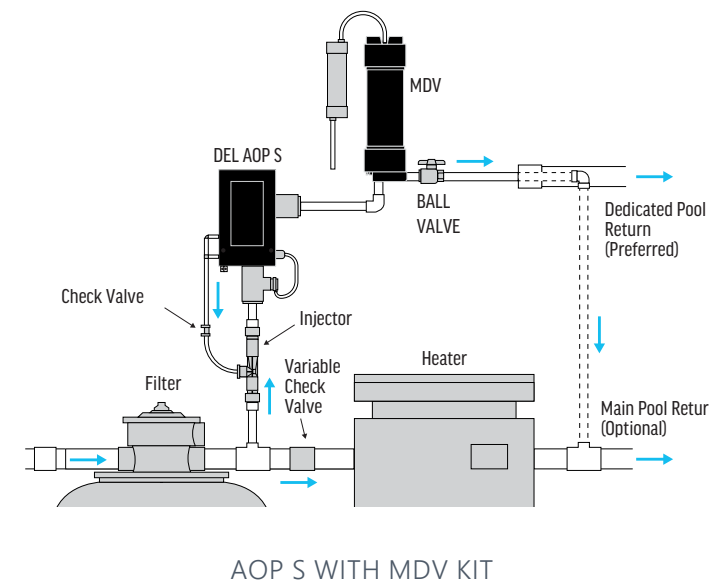 MDV
DEL AOP S
BALL
VALVE
Dedicated Pool
Return
(Preferred)
Check Valve
Injector
Variable
Check
Valve
Heater
Filter
Main Pool Retur
(Optional)
AOP S WITH MDV KIT